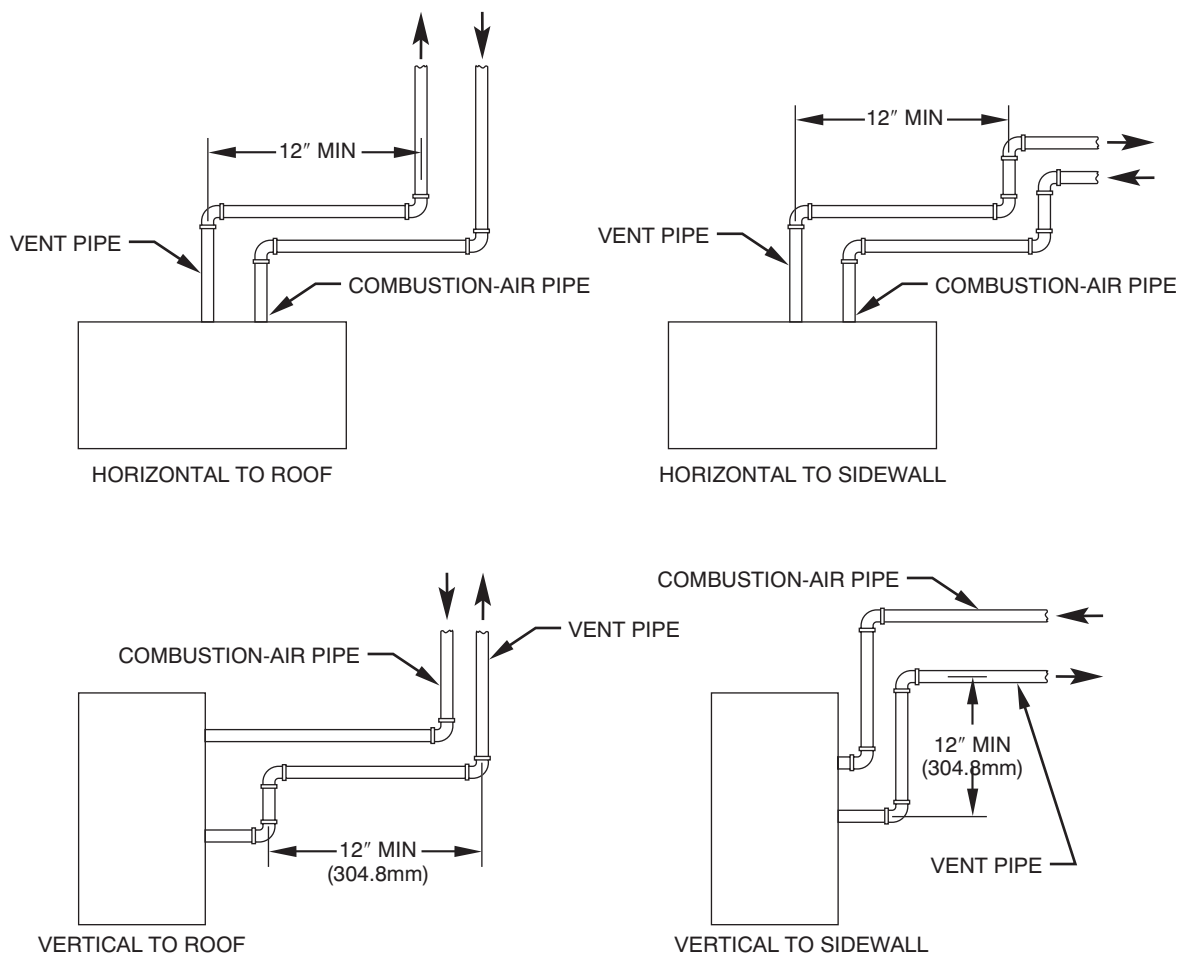 12″ MIN
VENT PIPE
COMBUSTION-AIR PIPE
HORIZONTAL TO ROOF
12″ MIN
VENT PIPE
COMBUSTION-AIR PIPE
HORIZONTAL TO SIDEWALL
COMBUSTION-AIR PIPE
VENT PIPE
12″ MIN
(304.8mm)
VERTICAL TO ROOF
COMBUSTION-AIR PIPE
12″ MIN
(304.8mm)
VENT PIPE
VERTICAL TO SIDEWALL